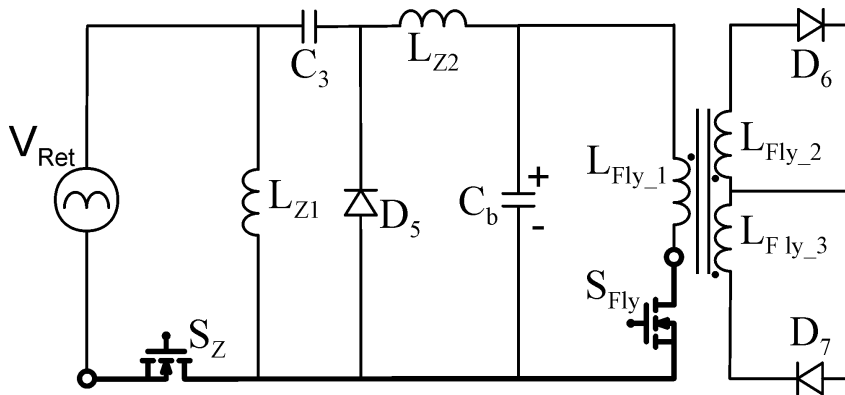 C3
LZ2
D6
VRet
LFly_1
LFly_2
LZ1
D5
Cb
+
-
LF ly_3
SFly
SZ
D7